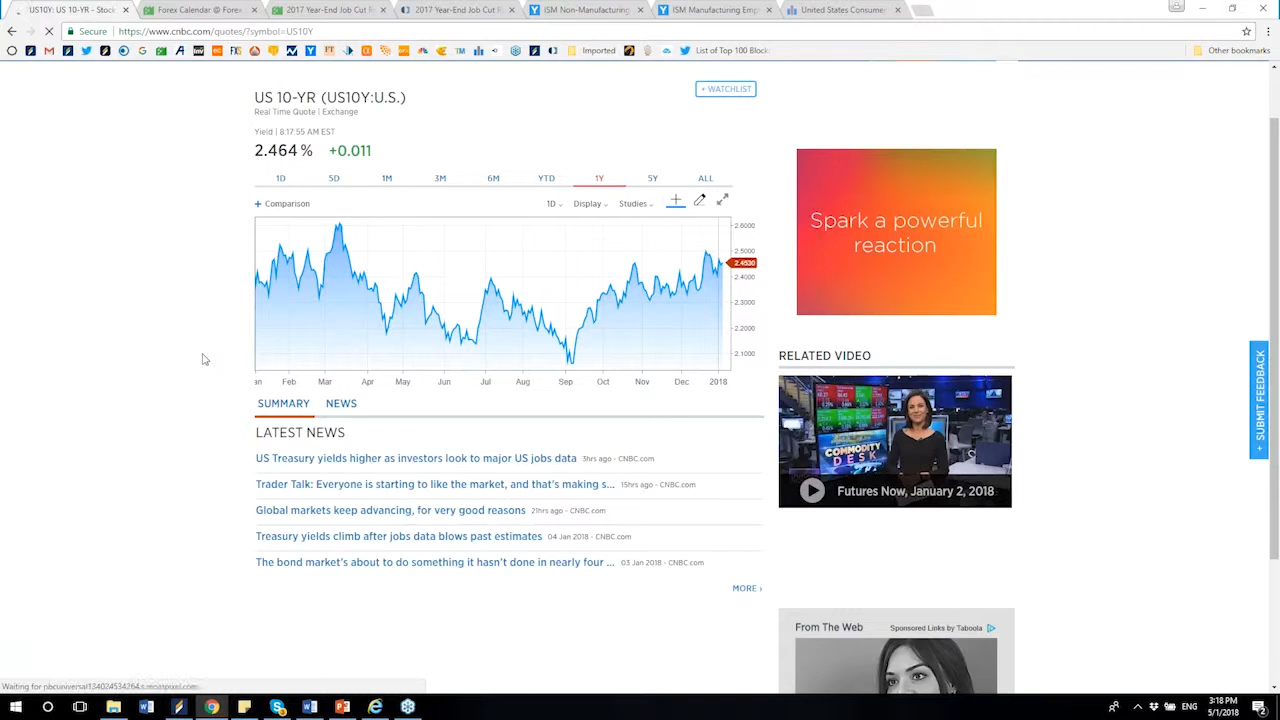 US10Y: US 10-YR - Stock
Forex Calendar @ Forex
2017 Year-End Job Cut R
2017 Year-End Job Cut R
ISM Non-Manufacturing
ISM Manufacturing Emp
United States Consumer
Secure
https://www.cnbc.com/quotes/?symbol=US10Y
Imported
List of Top 100 Block
Other bookmarks
US 10-YR (US10Y:U.S.)
+ WATCHLIST
Real Time Quote | Exchange
Yield | 8:17:55 AM EST
2.464 % +0.011
1D 5D 1M 3M 6M YTD 1Y 5Y ALL
+ Comparison
1D Display Studies
2.6000
2.5000
2.4530
2.4000
2.3000
2.2000
2.1000
an Feb Mar Apr May Jun Jul Aug Sep Oct Nov Dec 2018
SUMMARY NEWS
LATEST NEWS
US Treasury yields higher as investors look to major US jobs data 3hrs ago - CNBC.com
Trader Talk: Everyone is starting to like the market, and that's making s... 15hrs ago - CNBC.com
Global markets keep advancing, for very good reasons 21hrs ago - CNBC.com
Treasury yields climb after jobs data blows past estimates 04 Jan 2018 - CNBC.com
The bond market's about to do something it hasn't done in nearly four ... 03 Jan 2018 - CNBC.com
MORE ›
Spark a powerful
reaction
RELATED VIDEO
COMMODITY
DESK
Futures Now, January 2, 2018
From The Web
Sponsored Links by Taboola
+ SUBMIT FEEDBACK
3:18 PM
ENG
5/1/2018
2